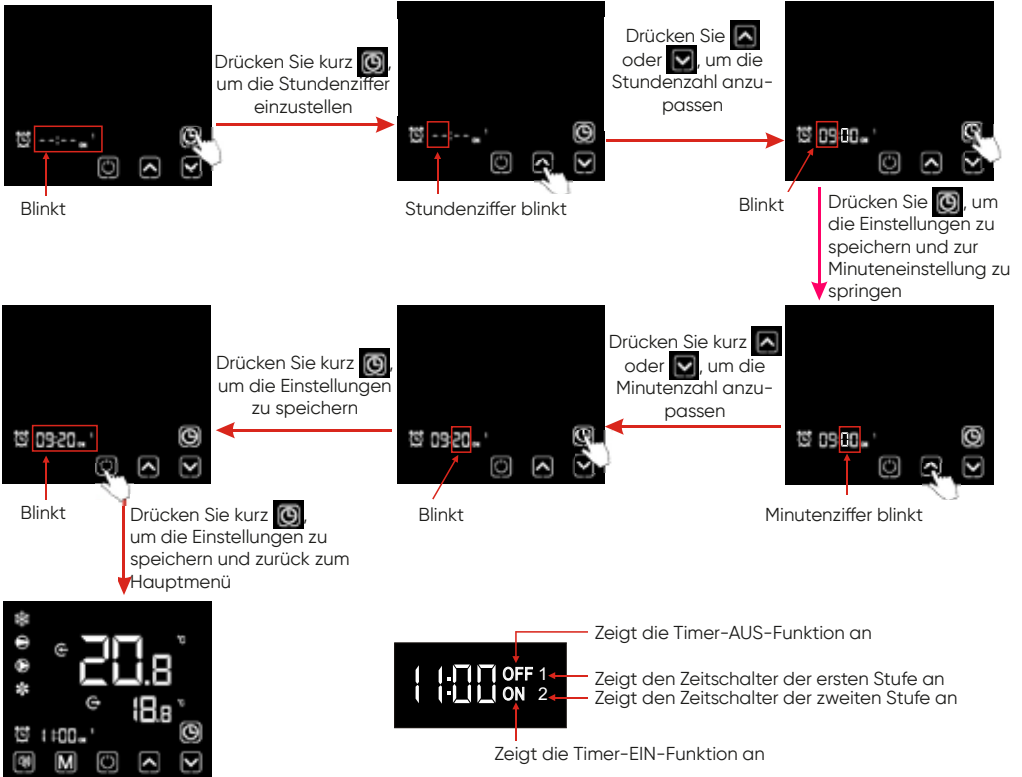 Drücken Sie kurz ,
um die Stundenziffer
einzustellen
Drücken Sie
oder , um die
Stundenzahl anzu-
passen
--:--
Blinkt
--:--
Stundenziffer blinkt
09:00
Blinkt
Drücken Sie , um
die Einstellungen zu
speichern und zur
Minuteneinstellung zu
springen
09:00
Minutenziffer blinkt
Drücken Sie kurz
oder , um die
Minutenzahl anzu-
passen
09:20
Blinkt
Drücken Sie kurz ,
um die Einstellungen
zu speichern
09:20
Blinkt
Drücken Sie kurz ,
um die Einstellungen zu
speichern und zurück zum
Hauptmenü
20.8 °C
18.8
11:00
M
11:00 OFF 1
ON 2
Zeigt die Timer-AUS-Funktion an
Zeigt den Zeitschalter der ersten Stufe an
Zeigt den Zeitschalter der zweiten Stufe an
Zeigt die Timer-EIN-Funktion an